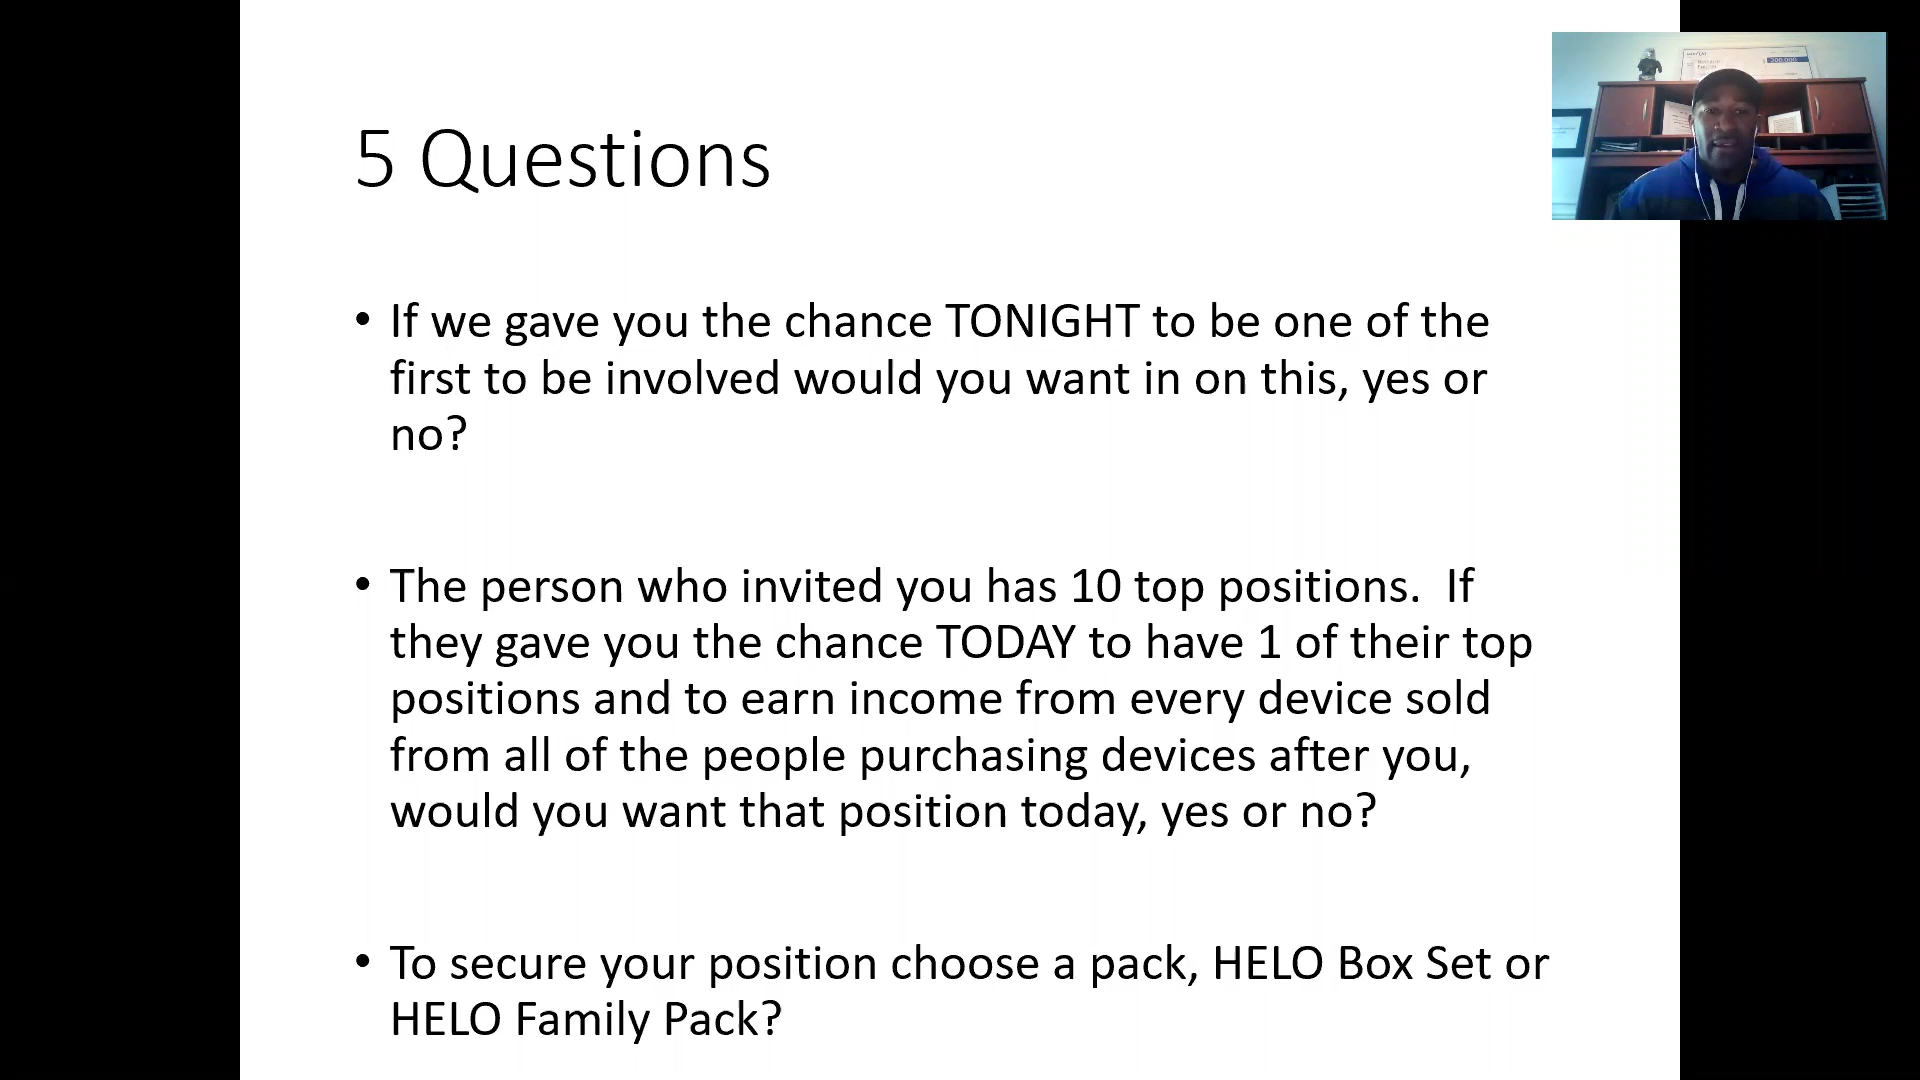 5 Questions
• If we gave you the chance TONIGHT to be one of the
first to be involved would you want in on this, yes or
no?
• The person who invited you has 10 top positions.  If
they gave you the chance TODAY to have 1 of their top
positions and to earn income from every device sold
from all of the people purchasing devices after you,
would you want that position today, yes or no?
• To secure your position choose a pack, HELO Box Set or
HELO Family Pack?